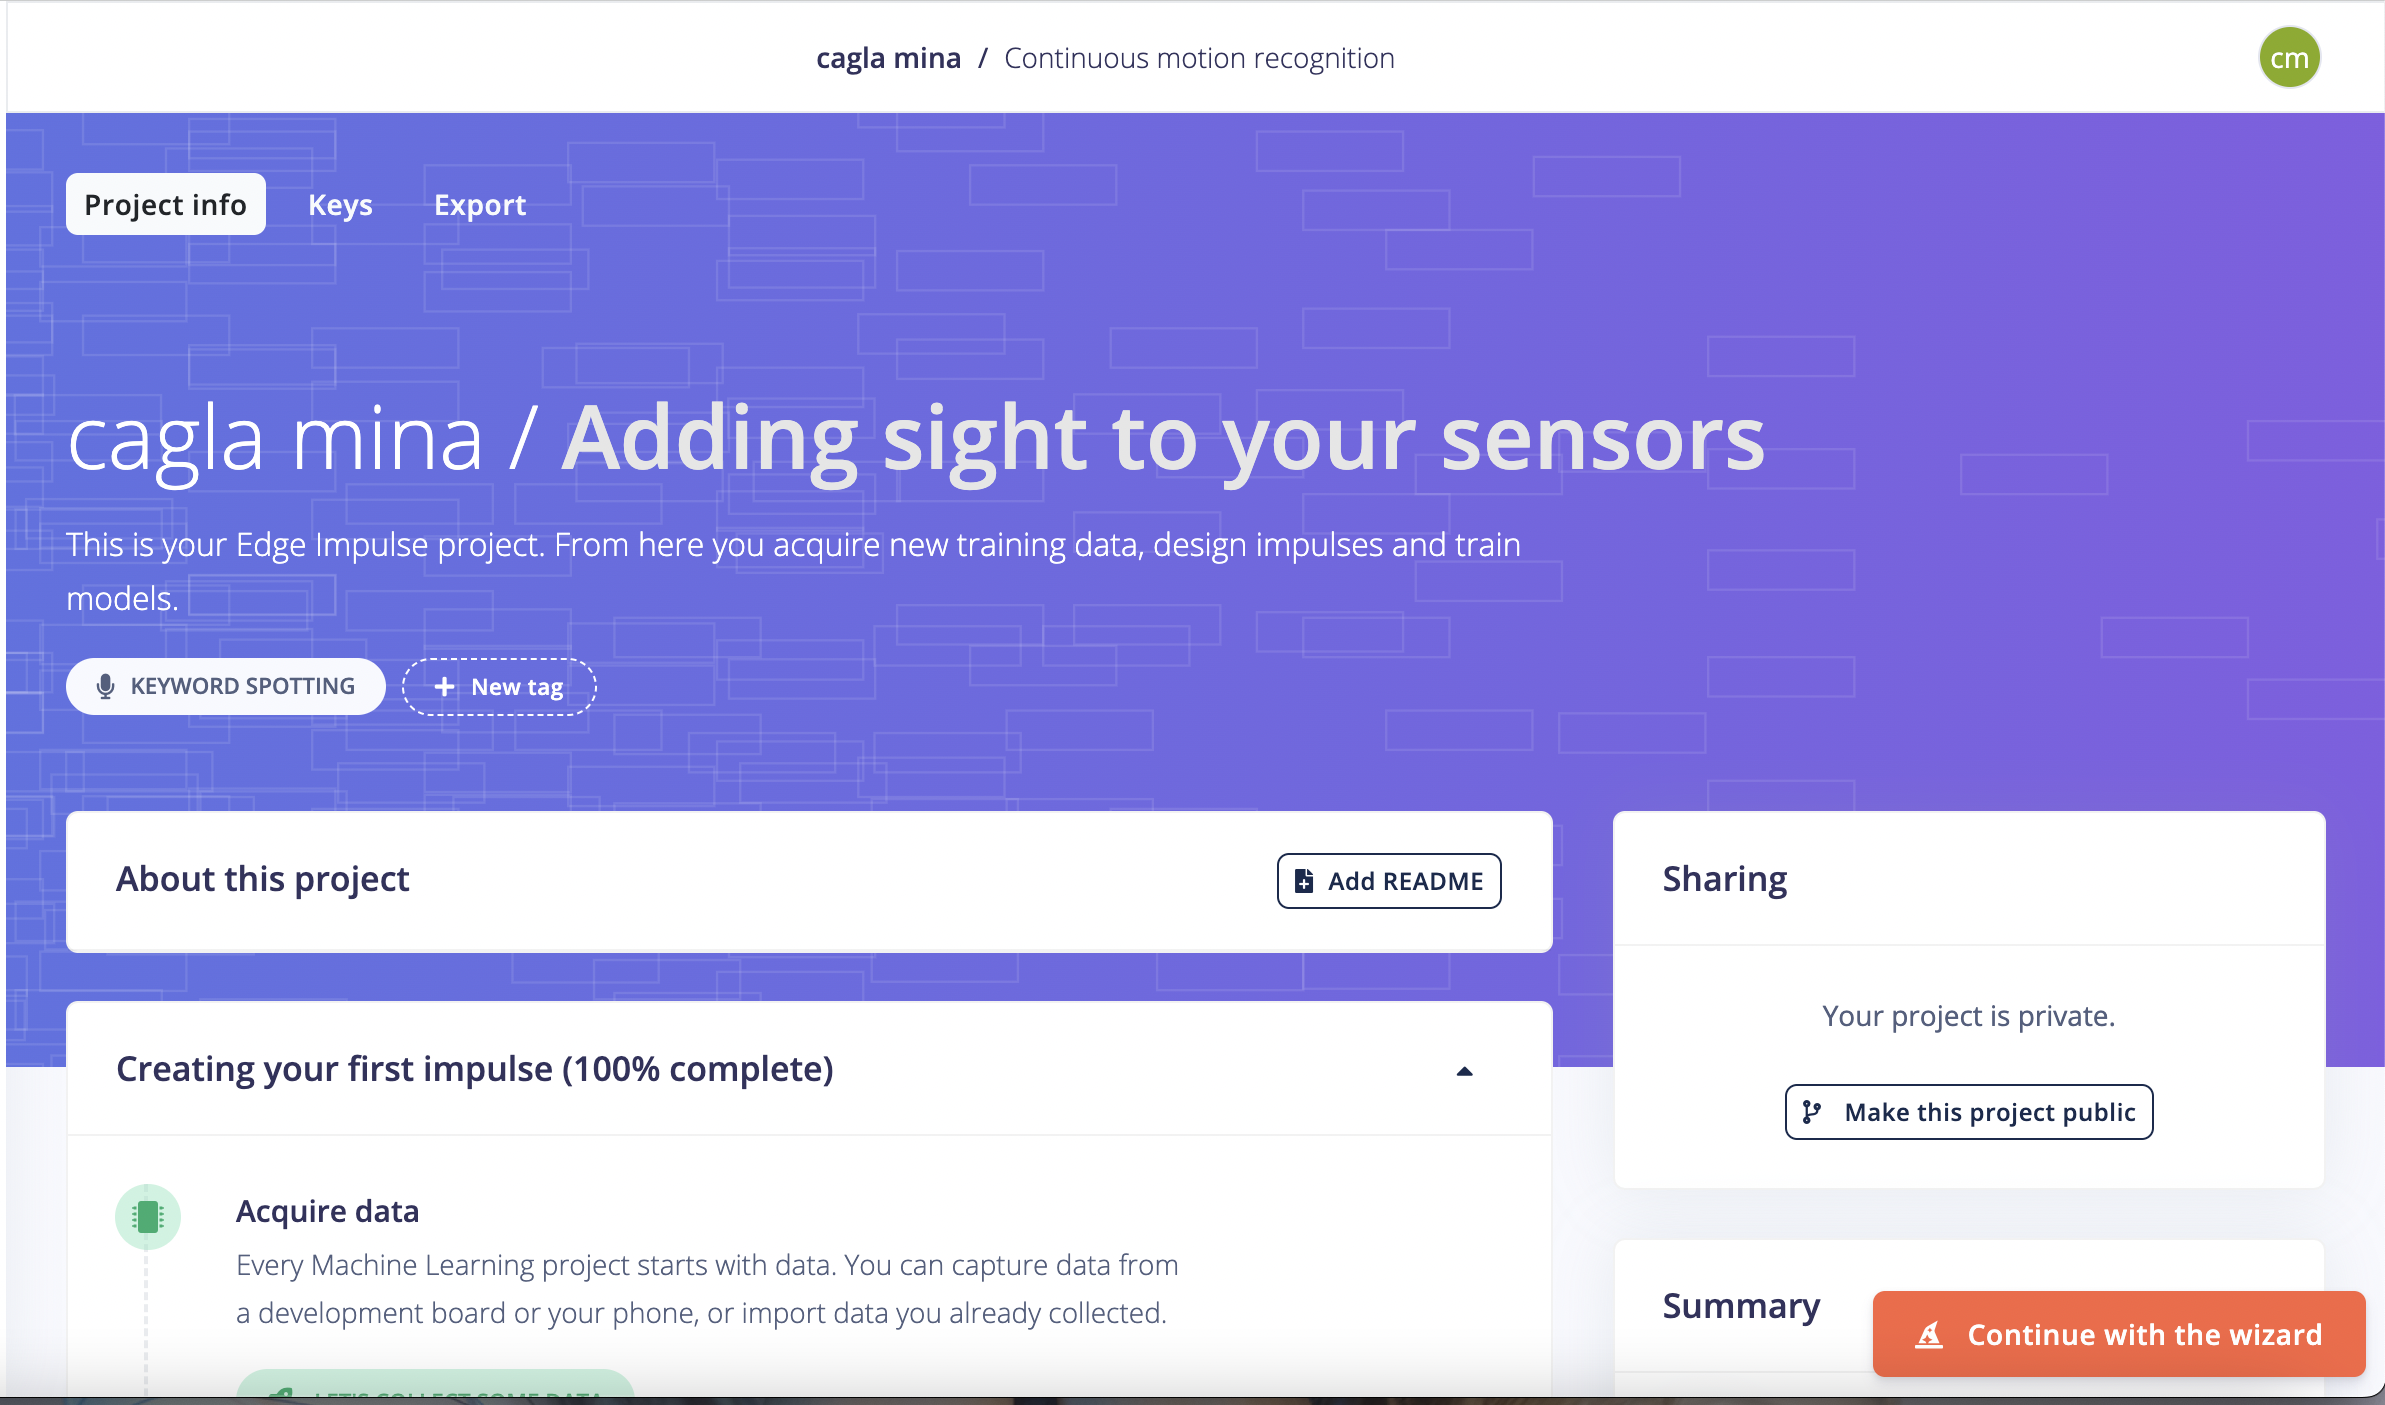 cagla mina / Continuous motion recognition
cm
Project info
Keys
Export
cagla mina / Adding sight to your sensors
This is your Edge Impulse project. From here you acquire new training data, design impulses and train
models.
KEYWORD SPOTTING
+ New tag
About this project
Add README
Sharing
Your project is private.
Make this project public
Creating your first impulse (100% complete)
Acquire data
Every Machine Learning project starts with data. You can capture data from
a development board or your phone, or import data you already collected.
LET'S COLLECT SOME DATA
Summary
Continue with the wizard